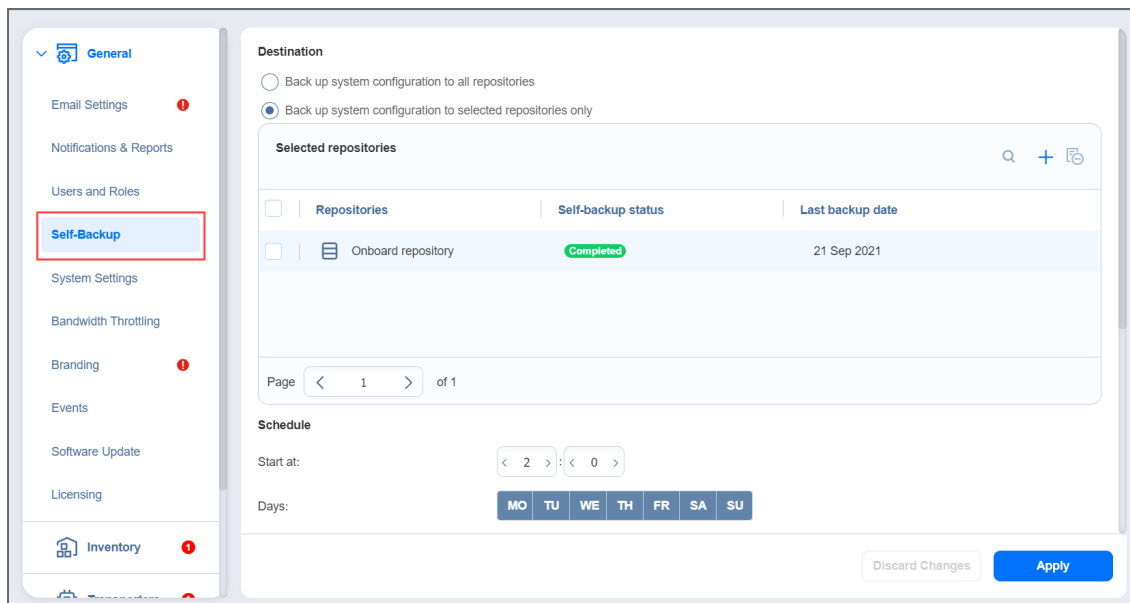 General
Email Settings
Notifications & Reports
Users and Roles
Self-Backup
System Settings
Bandwidth Throttling
Branding
Events
Software Update
Licensing
Inventory 1
Destination
Back up system configuration to all repositories
Back up system configuration to selected repositories only
Selected repositories
Repositories Self-backup status Last backup date
Onboard repository Completed 21 Sep 2021
Page 1 of 1
Schedule
Start at: 2 : 0
Days: MO TU WE TH FR SA SU
Discard Changes Apply